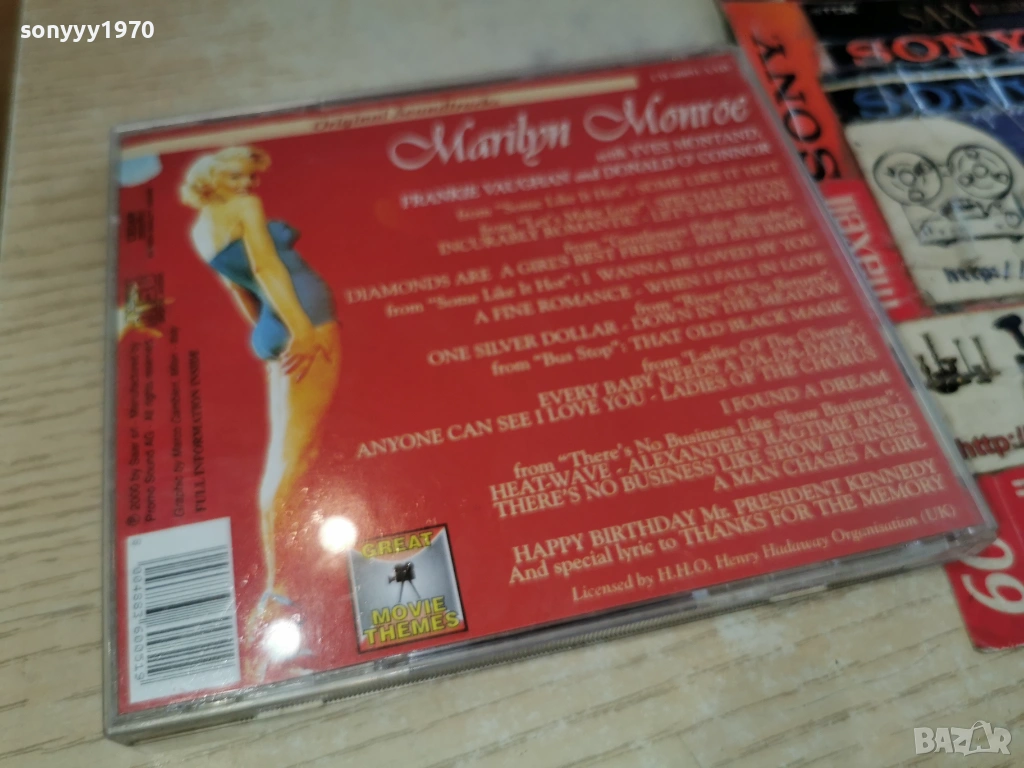 sonyyy1970
Original Soundtracks
Marilyn Monroe
with YVES MONTAND,
FRANKIE VAUGHAN and DONALD O'CONNOR
from "Some Like It Hot": SOME LIKE IT HOT
from "Let's Make Love": SPECIALISATION
INCURABLY ROMANTIC - LET'S MAKE LOVE
DIAMONDS ARE A GIRL'S BEST FRIEND - BYE BYE BABY
from "Some Like It Hot": I WANNA BE LOVED BY YOU
A FINE ROMANCE - WHEN I FALL IN LOVE
from "River Of No Return":
ONE SILVER DOLLAR - DOWN IN THE MEADOW
from "Bus Stop": THAT OLD BLACK MAGIC
from "Ladies Of The Chorus":
EVERY BABY NEEDS A DA-DA-DADDY
ANYONE CAN SEE I LOVE YOU - LADIES OF THE CHORUS
I FOUND A DREAM
from "There's No Business Like Show Business":
HEAT-WAVE - ALEXANDER'S RAGTIME BAND
THERE'S NO BUSINESS LIKE SHOW BUSINESS
A MAN CHASES A GIRL
HAPPY BIRTHDAY Mr. PRESIDENT KENNEDY
And special lyric to THANKS FOR THE MEMORY
Licensed by H.H.O. Henry Hadaway Organisation (UK)
GREAT
MOVIE
THEMES
FULL INFORMATION INSIDE
SONY
SONY
SONY
maxell
https://
http://
60
BAZAR